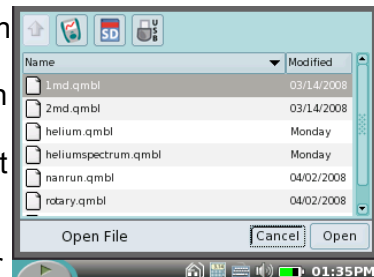 SD
USB
Name Modified
1md.qmbl 03/14/2008
2md.qmbl 03/14/2008
helium.qmbl Monday
heliumspectrum.qmbl Monday
nanrun.qmbl 04/02/2008
rotary.qmbl 04/02/2008
Open File Cancel Open
01:35PM